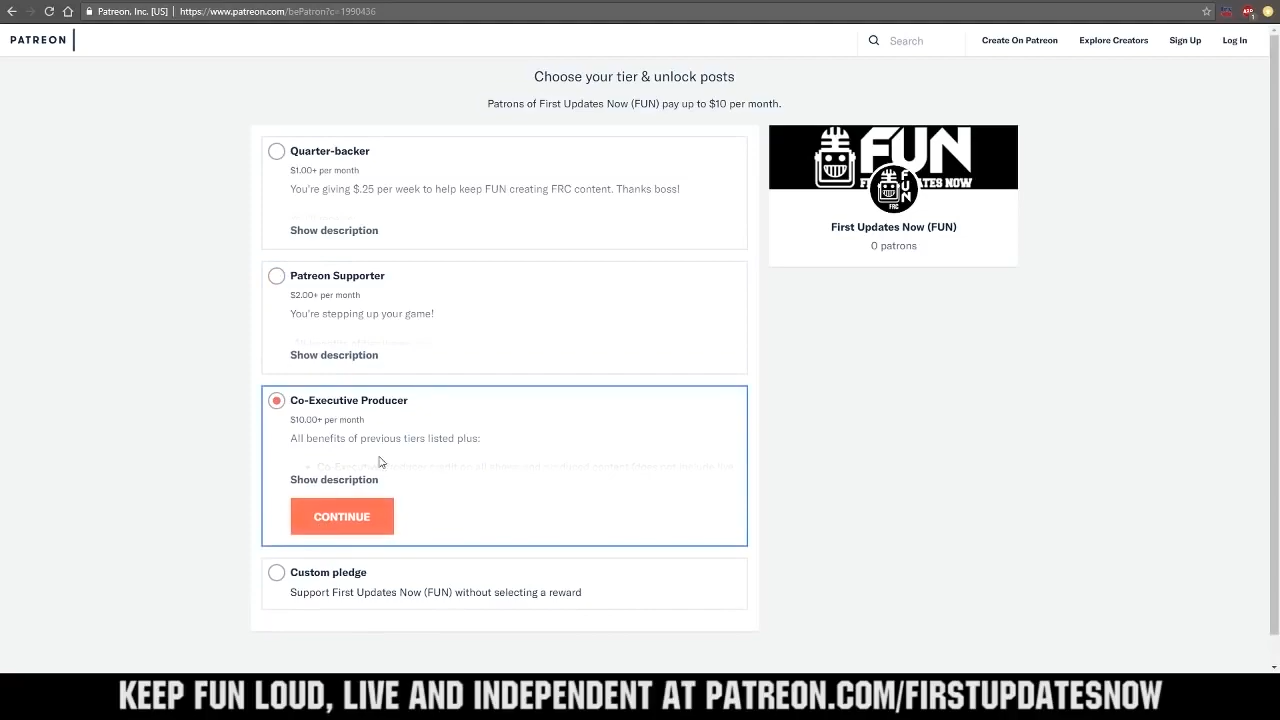 Patreon, Inc. [US] | https://www.patreon.com/bePatron?c=1990436
PATREON
Search
Create On Patreon
Explore Creators
Sign Up
Log In
Choose your tier & unlock posts
Patrons of First Updates Now (FUN) pay up to $10 per month.
Quarter-backer
$1.00+ per month
You're giving $.25 per week to help keep FUN creating FRC content. Thanks boss!
Show description
Patreon Supporter
$2.00+ per month
You're stepping up your game!
Show description
Co-Executive Producer
$10.00+ per month
All benefits of previous tiers listed plus:
Show description
CONTINUE
Custom pledge
Support First Updates Now (FUN) without selecting a reward
FUN
UPDATES NOW
FUN
FRC
First Updates Now (FUN)
0 patrons
KEEP FUN LOUD, LIVE AND INDEPENDENT AT PATREON.COM/FIRSTUPDATESNOW